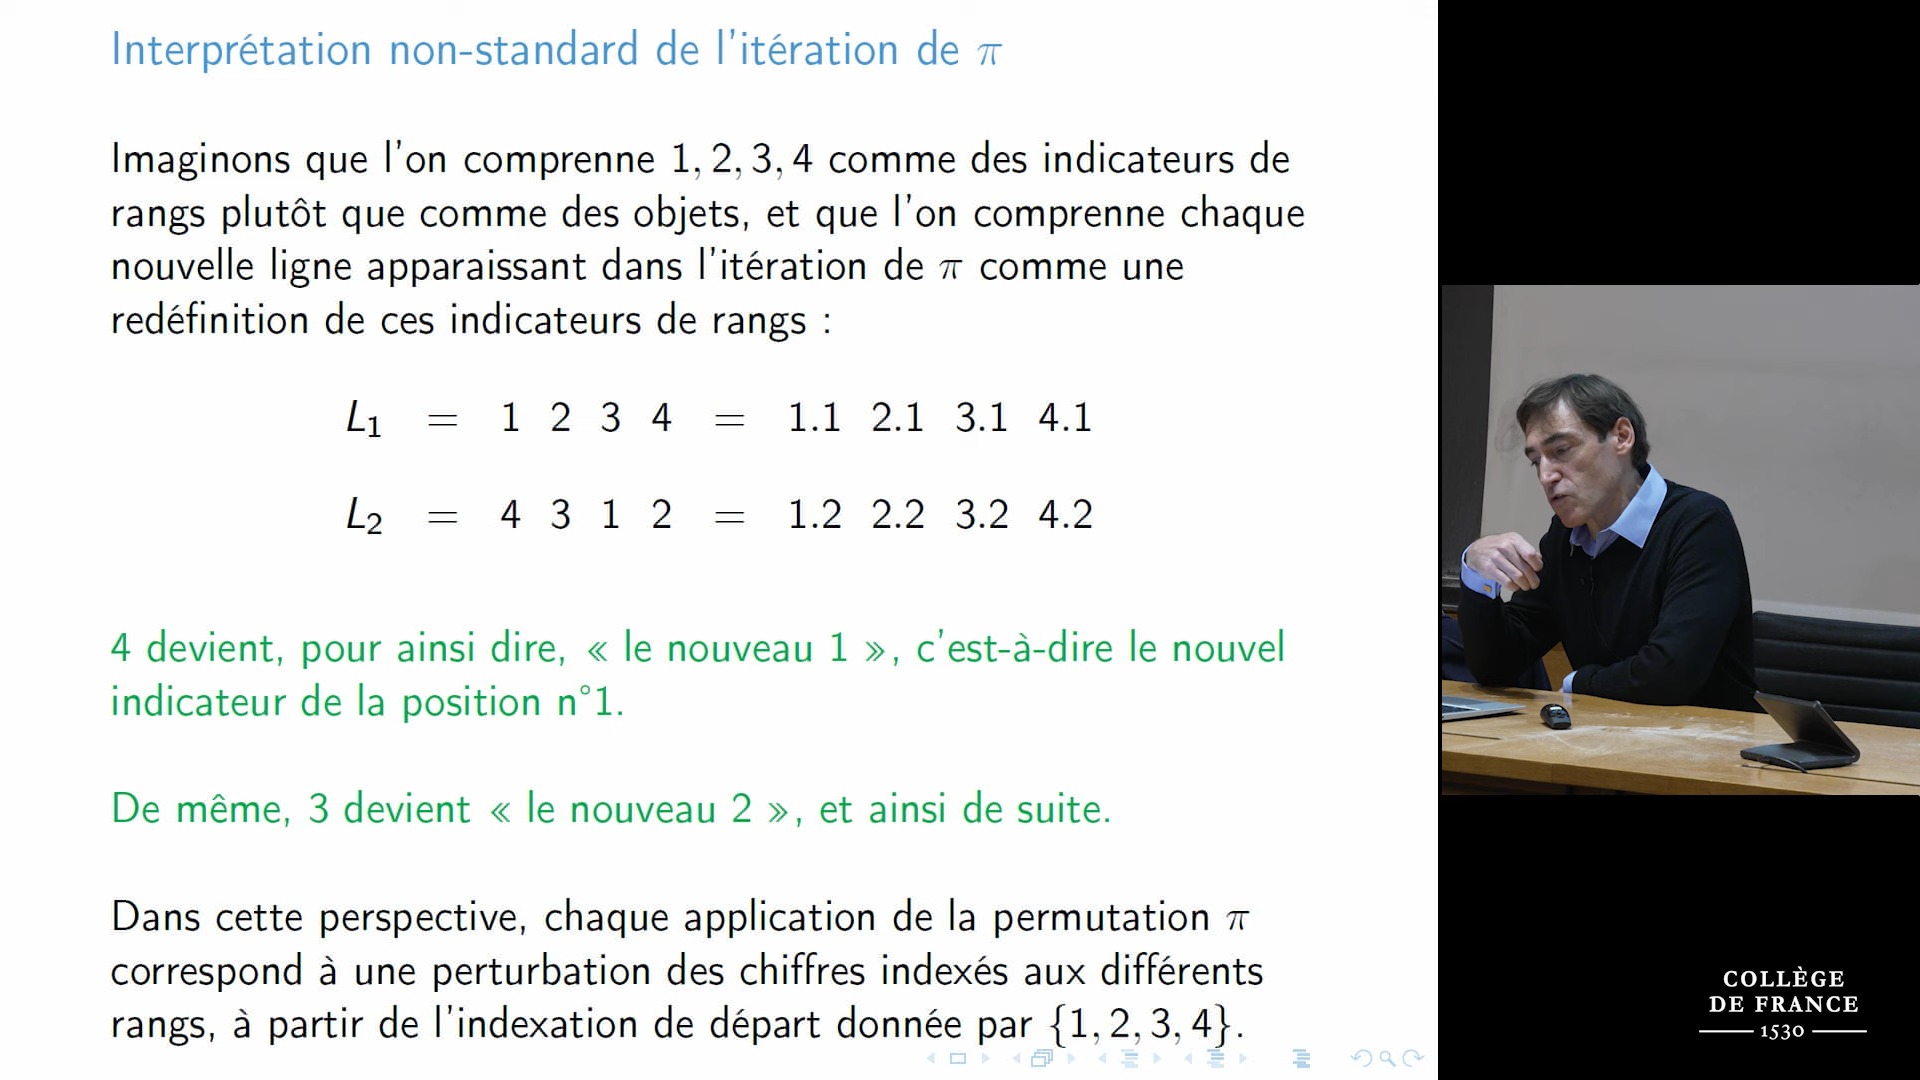 Interprétation non-standard de l'itération de π
Imaginons que l'on comprenne 1, 2, 3, 4 comme des indicateurs de
rangs plutôt que comme des objets, et que l'on comprenne chaque
nouvelle ligne apparaissant dans l'itération de π comme une
redéfinition de ces indicateurs de rangs :
L₁ = 1 2 3 4 = 1.1 2.1 3.1 4.1
L₂ = 4 3 1 2 = 1.2 2.2 3.2 4.2
4 devient, pour ainsi dire, « le nouveau 1 », c'est-à-dire le nouvel
indicateur de la position n°1.
De même, 3 devient « le nouveau 2 », et ainsi de suite.
Dans cette perspective, chaque application de la permutation π
correspond à une perturbation des chiffres indexés aux différents
rangs, à partir de l'indexation de départ donnée par {1, 2, 3, 4}.
COLLÈGE
DE FRANCE
1530